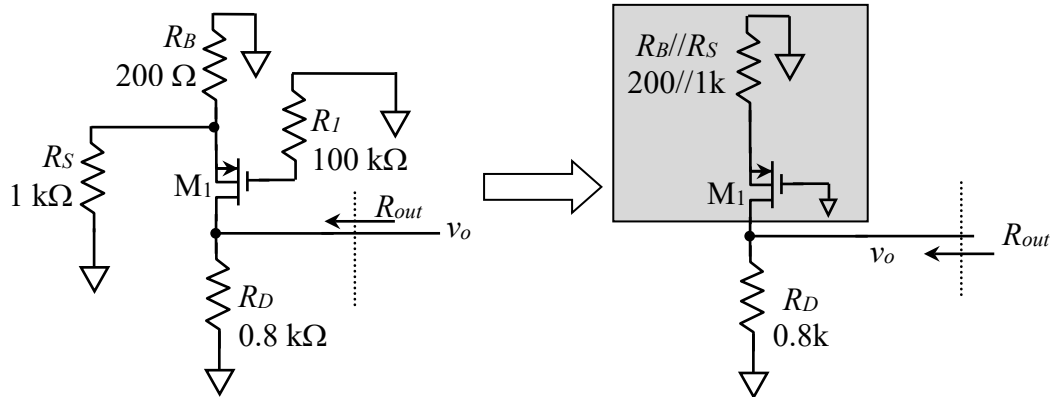 R_B
200 Ω
R_1
100 kΩ
R_S
1 kΩ
M_1
R_out
v_o
R_D
0.8 kΩ
R_B//R_S
200//1k
M_1
R_out
v_o
R_D
0.8k